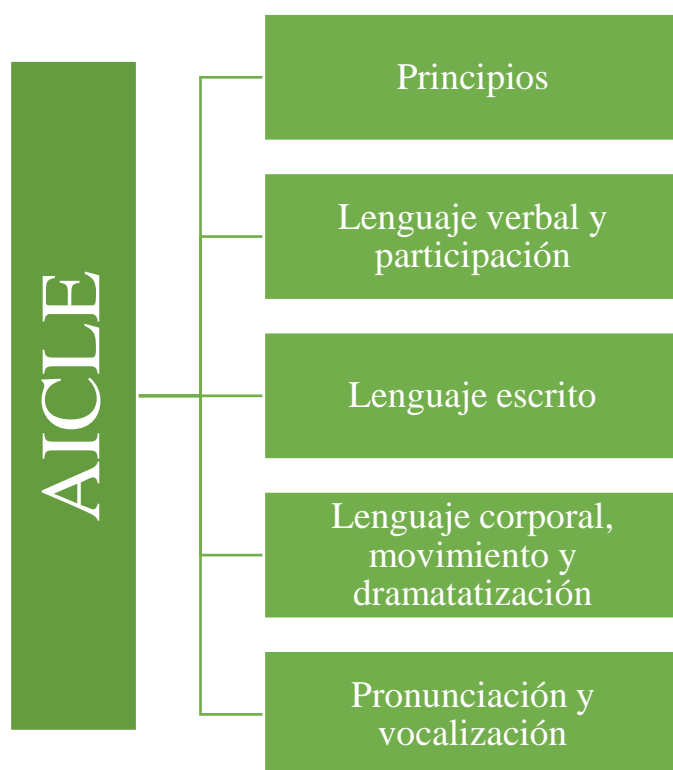 AICLE
Principios
Lenguaje verbal y
participación
Lenguaje escrito
Lenguaje corporal,
movimiento y
dramatatización
Pronunciación y
vocalización